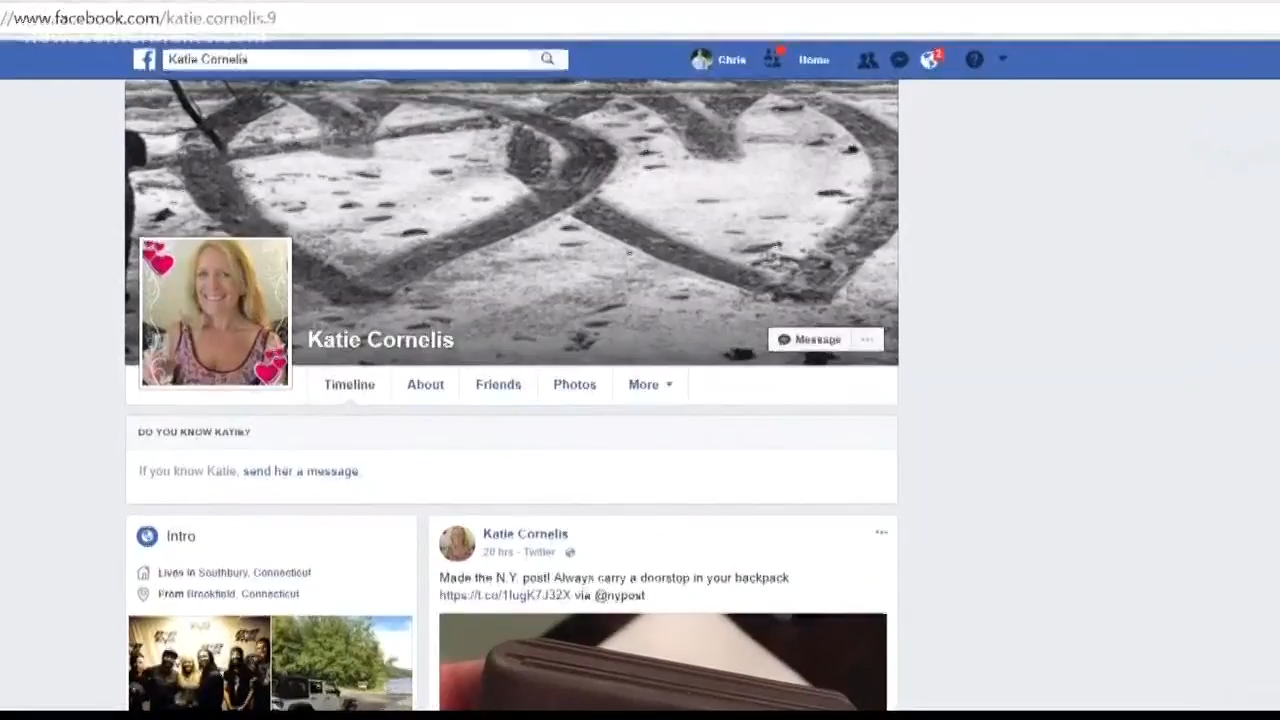 //www.facebook.com/katie.cornelis.9
Katie Cornelis
Chris
Home
2
Katie Cornelis
Message
Timeline
About
Friends
Photos
More
DO YOU KNOW KATIE?
If you know Katie, send her a message.
Intro
Lives in Southbury, Connecticut
From Brookfield, Connecticut
Katie Cornelis
20 hrs · Twitter
Made the N.Y. post! Always carry a doorstop in your backpack
https://t.co/1lugK7J32X via @nypost